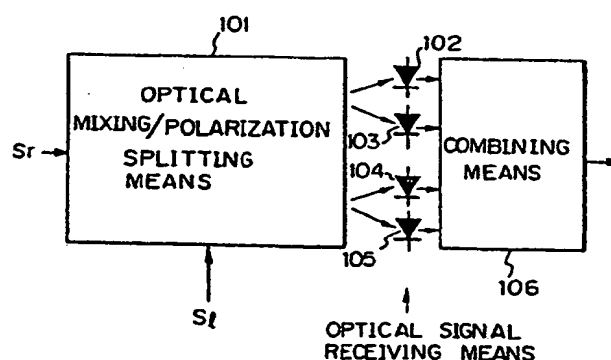 101
OPTICAL
MIXING/POLARIZATION
SPLITTING
MEANS
Sr
Sℓ
102
103
104
105
COMBINING
MEANS
106
OPTICAL SIGNAL
RECEIVING MEANS